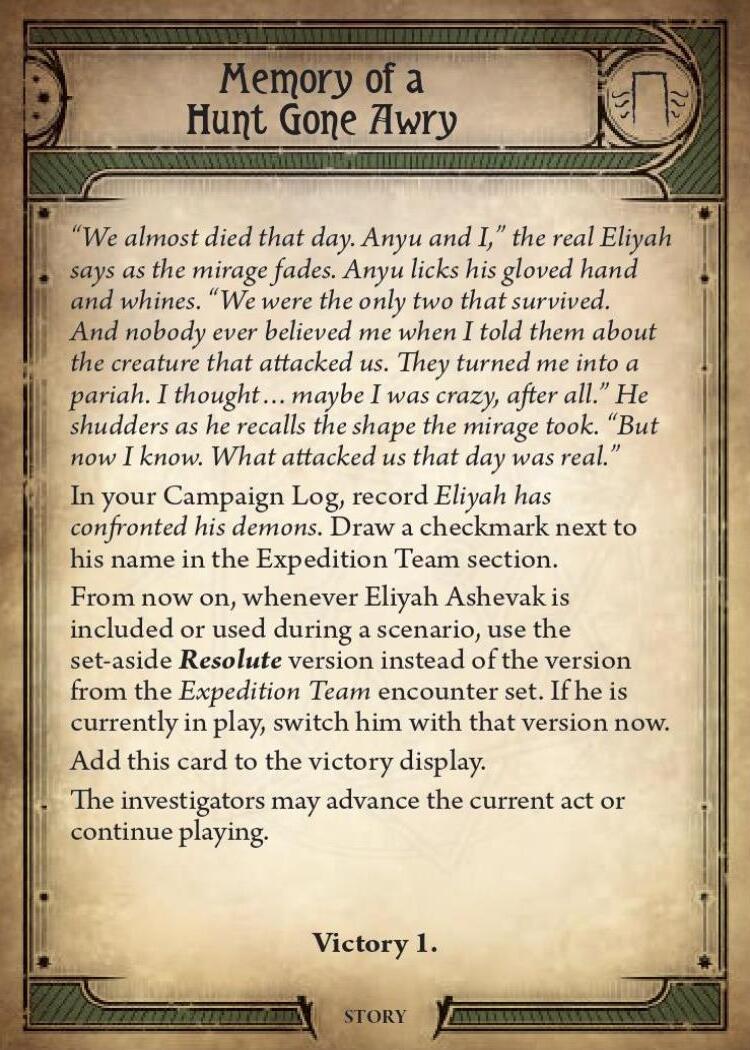 Memory of a
Hunt Gone Awry
“We almost died that day. Anyu and I,” the real Eliyah
says as the mirage fades. Anyu licks his gloved hand
and whines. “We were the only two that survived.
And nobody ever believed me when I told them about
the creature that attacked us. They turned me into a
pariah. I thought… maybe I was crazy, after all.” He
shudders as he recalls the shape the mirage took. “But
now I know. What attacked us that day was real.”
In your Campaign Log, record Eliyah has
confronted his demons. Draw a checkmark next to
his name in the Expedition Team section.
From now on, whenever Eliyah Ashevak is
included or used during a scenario, use the
set-aside Resolute version instead of the version
from the Expedition Team encounter set. If he is
currently in play, switch him with that version now.
Add this card to the victory display.
The investigators may advance the current act or
continue playing.
Victory 1.
STORY